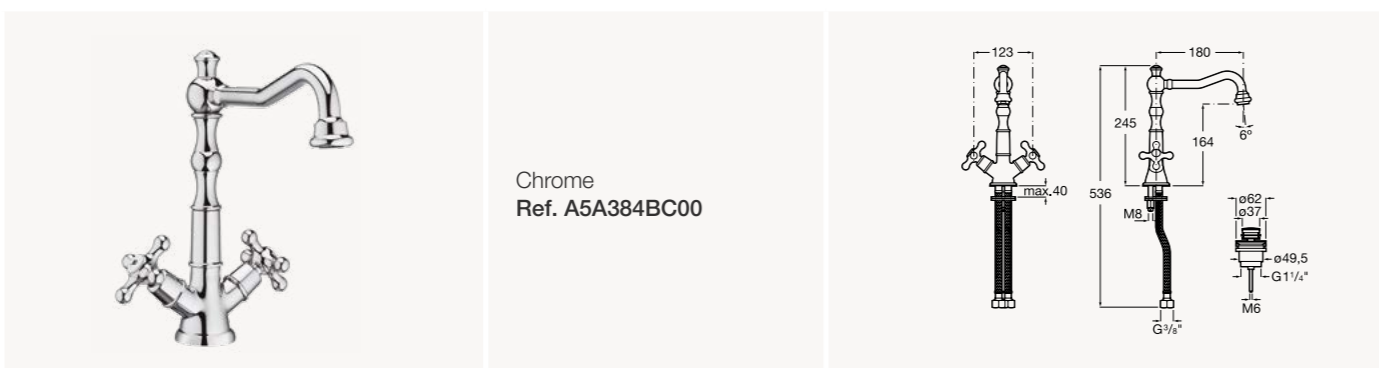 Chrome
Ref. A5A384BC00
123
180
245
164
6º
536
max.40
M8
G³/₈"
ø62
ø37
ø49,5
G1¹/₄"
M6